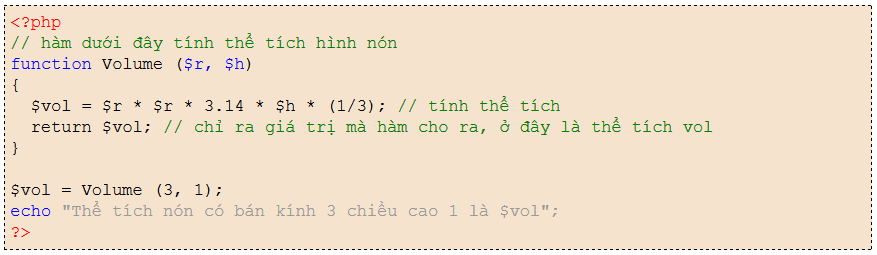 <?php
// hàm dưới đây tính thể tích hình nón
function Volume ($r, $h)
{
  $vol = $r * $r * 3.14 * $h * (1/3); // tính thể tích
  return $vol; // chỉ ra giá trị mà hàm cho ra, ở đây là thể tích vol
}

$vol = Volume (3, 1);
echo "Thể tích nón có bán kính 3 chiều cao 1 là $vol";
?>